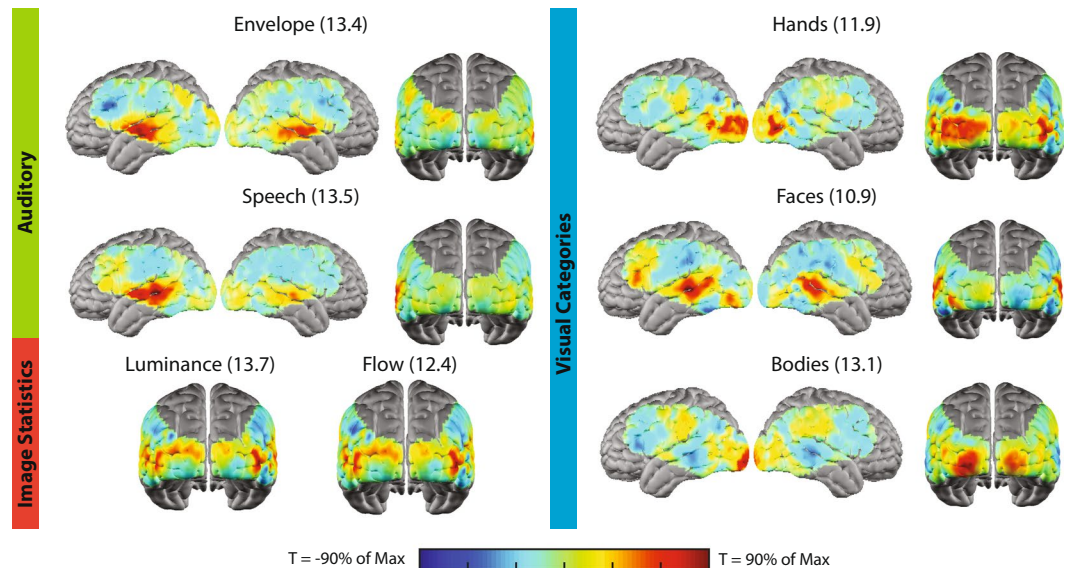 Auditory
Envelope (13.4)
Speech (13.5)
Image Statistics
Luminance (13.7)
Flow (12.4)
Visual Categories
Hands (11.9)
Faces (10.9)
Bodies (13.1)
T = -90% of Max
T = 90% of Max